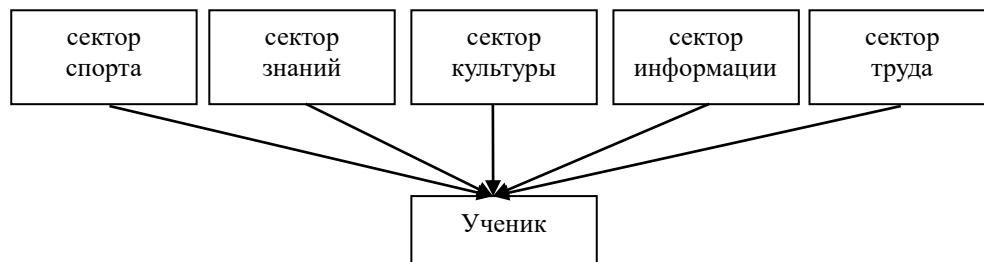 сектор
спорта
сектор
знаний
сектор
культуры
сектор
информации
сектор
труда
Ученик